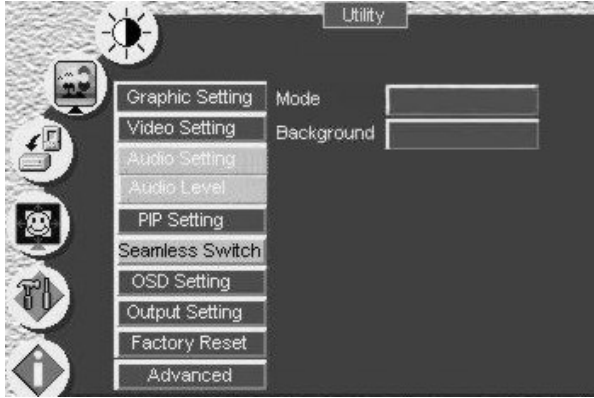 Utility
Graphic Setting
Mode
Video Setting
Background
Audio Setting
Audio Level
PIP Setting
Seamless Switch
OSD Setting
Output Setting
Factory Reset
Advanced